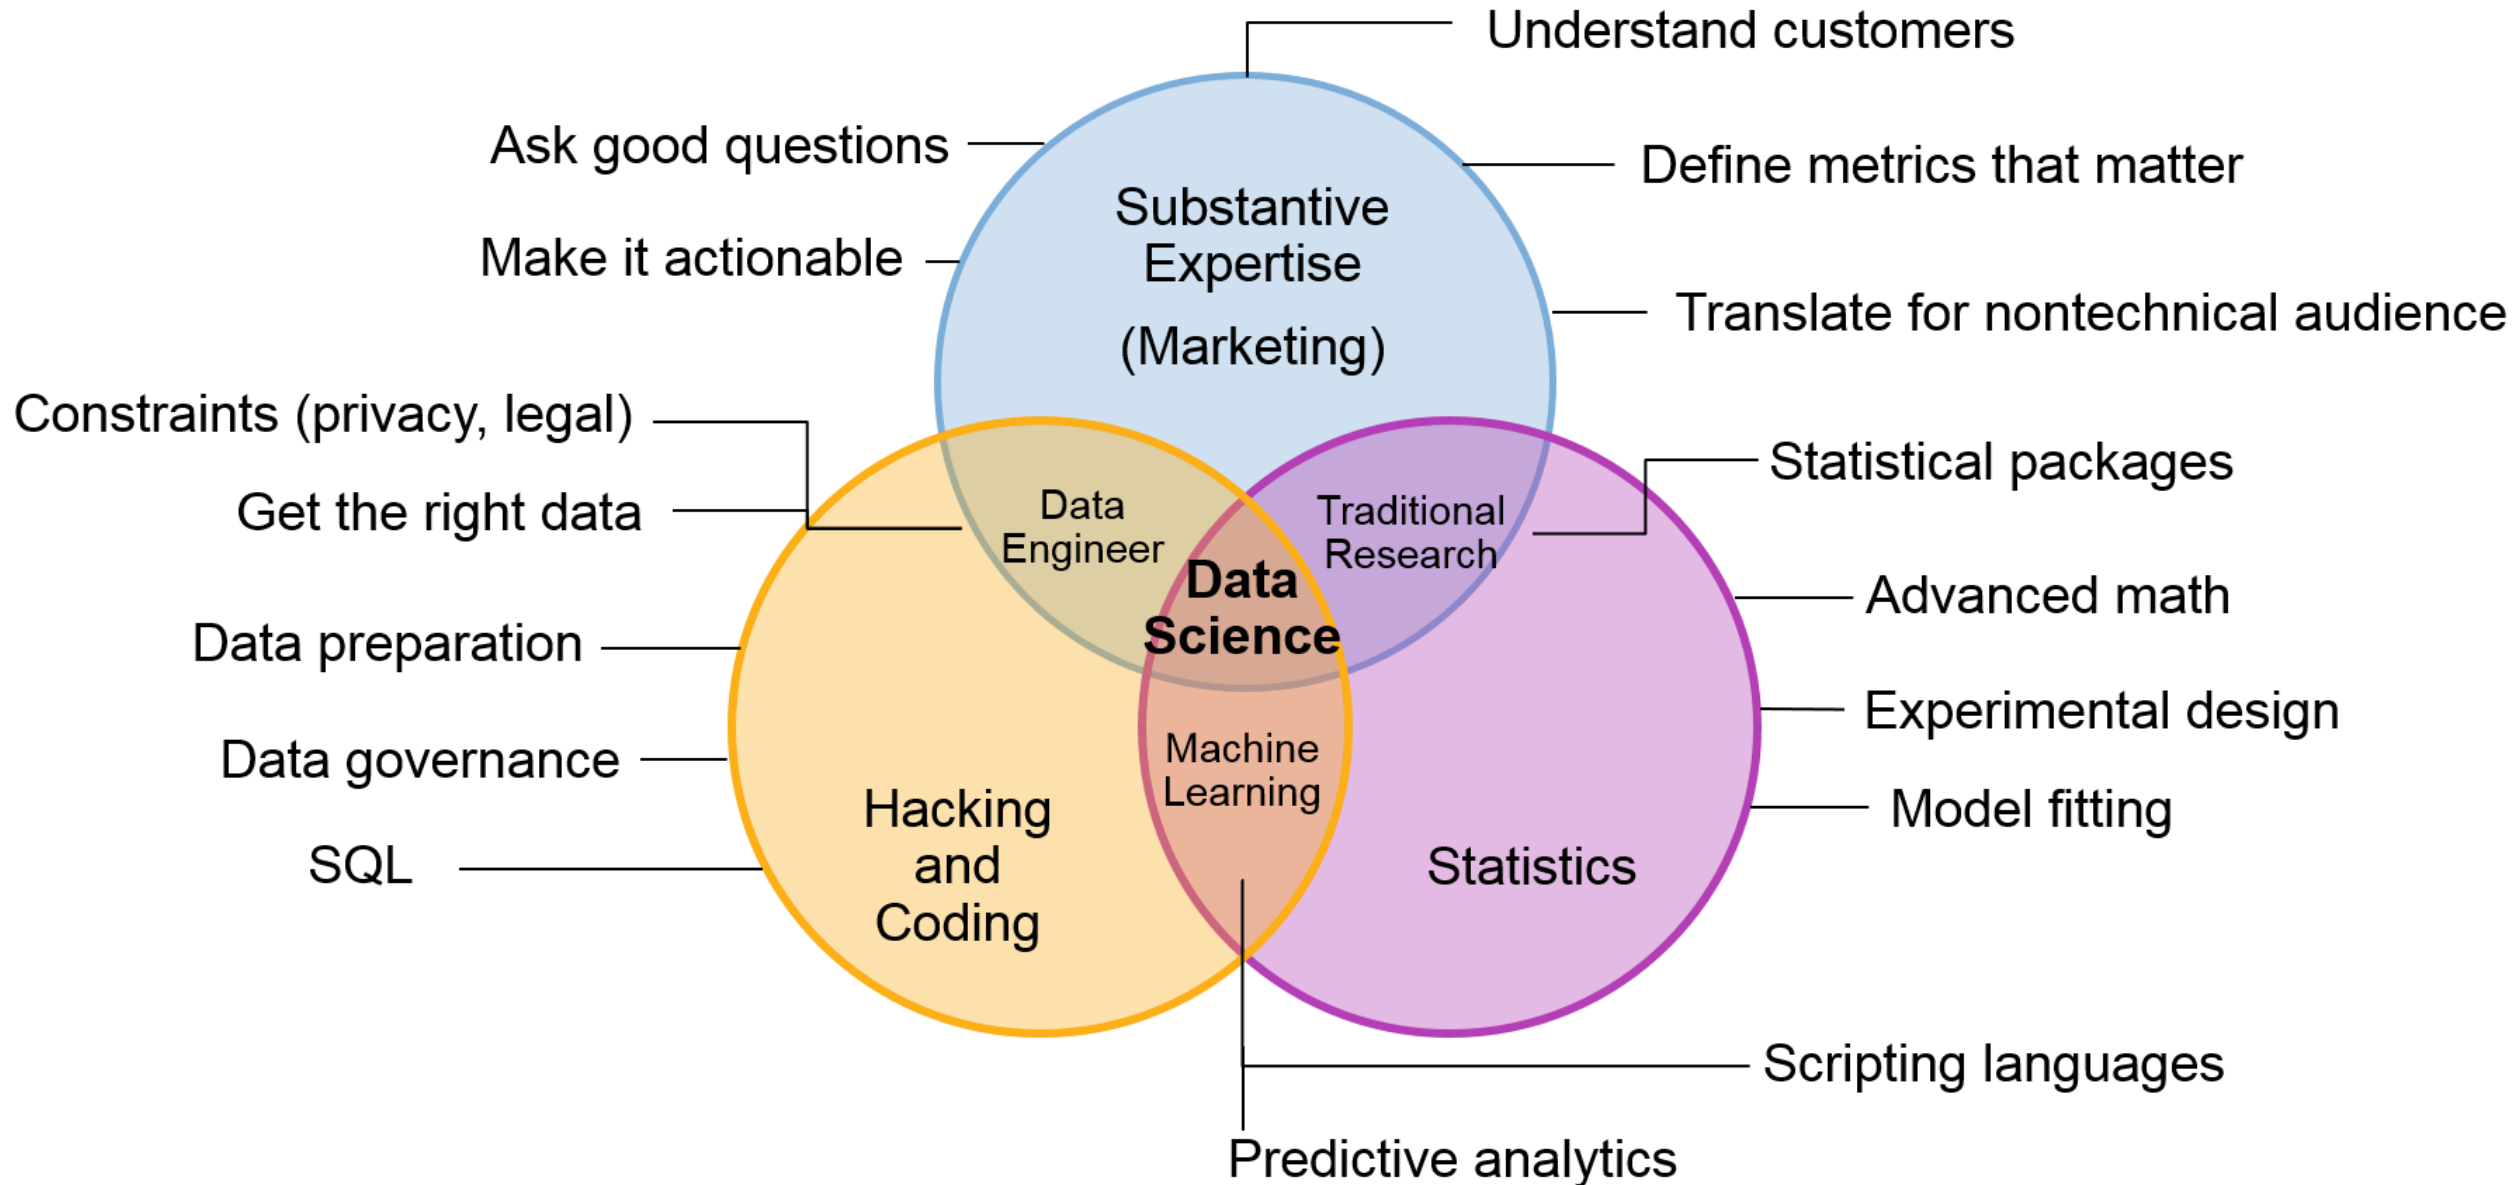 Understand customers
Ask good questions
Define metrics that matter
Substantive
Expertise
(Marketing)
Make it actionable
Translate for nontechnical audience
Constraints (privacy, legal)
Get the right data
Statistical packages
Data
Engineer
Traditional
Research
Data
Science
Advanced math
Data preparation
Experimental design
Data governance
Machine
Learning
Model fitting
Hacking
and
Coding
SQL
Statistics
Scripting languages
Predictive analytics